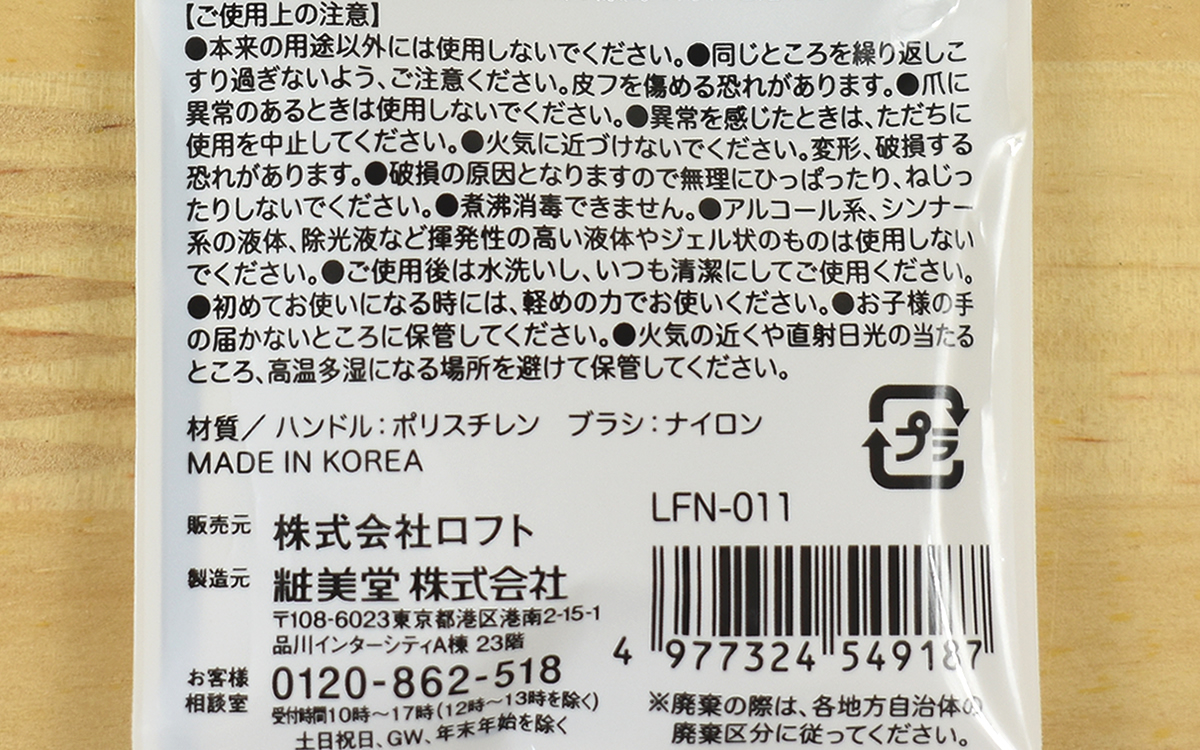 【ご使用上の注意】
●本来の用途以外には使用しないでください。●同じところを繰り返しこ
すり過ぎないよう、ご注意ください。皮フを傷める恐れがあります。●爪に
異常のあるときは使用しないでください。●異常を感じたときは、ただちに
使用を中止してください。●火気に近づけないでください。変形、破損する
恐れがあります。●破損の原因となりますので無理にひっぱったり、ねじっ
たりしないでください。●煮沸消毒できません。●アルコール系、シンナー
系の液体、除光液など揮発性の高い液体やジェル状のものは使用しない
でください。●ご使用後は水洗いし、いつも清潔にしてご使用ください。
●初めてお使いになる時には、軽めの力でお使いください。●お子様の手
の届かないところに保管してください。●火気の近くや直射日光の当たる
ところ、高温多湿になる場所を避けて保管してください。
材質／ハンドル：ポリスチレン　ブラシ：ナイロン
MADE IN KOREA
プラ
LFN-011
販売元 株式会社ロフト
製造元 粧美堂 株式会社
〒108-6023東京都港区港南2-15-1
品川インターシティA棟 23階
4 977324 549187
お客様
相談室
0120-862-518
受付時間10時～17時(12時～13時を除く)
土日祝日、GW、年末年始を除く
※廃棄の際は、各地方自治体の
廃棄区分に従ってください。